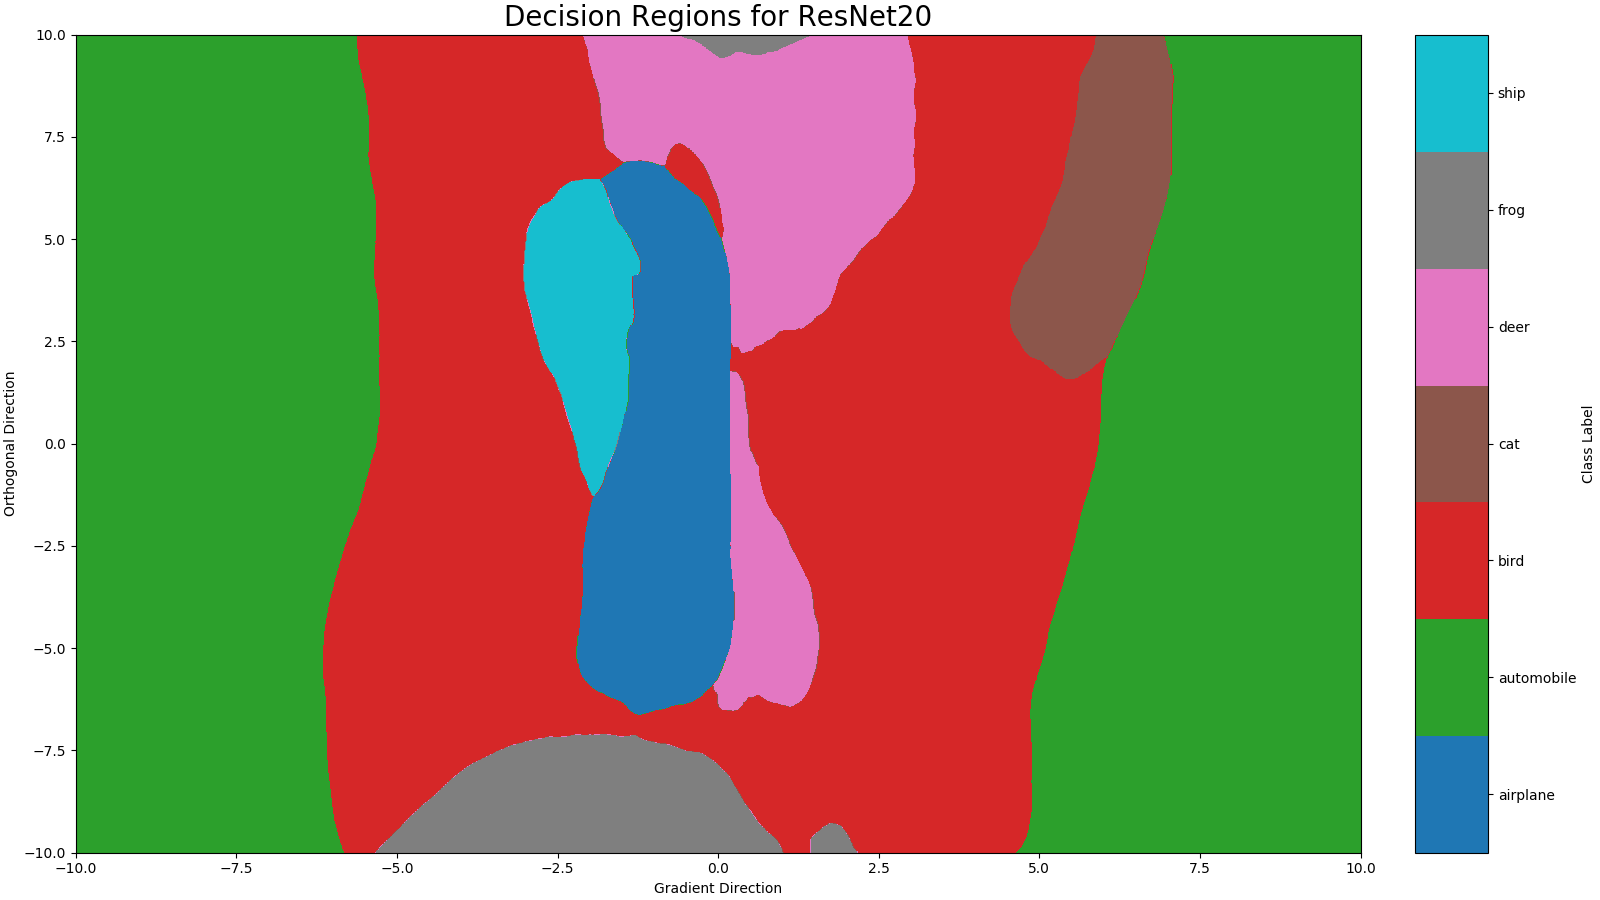 Decision Regions for ResNet20
10.0
7.5
5.0
2.5
0.0
−2.5
−5.0
−7.5
−10.0
Orthogonal Direction
−10.0 −7.5 −5.0 −2.5 0.0 2.5 5.0 7.5 10.0
Gradient Direction
ship
frog
deer
cat
bird
automobile
airplane
Class Label